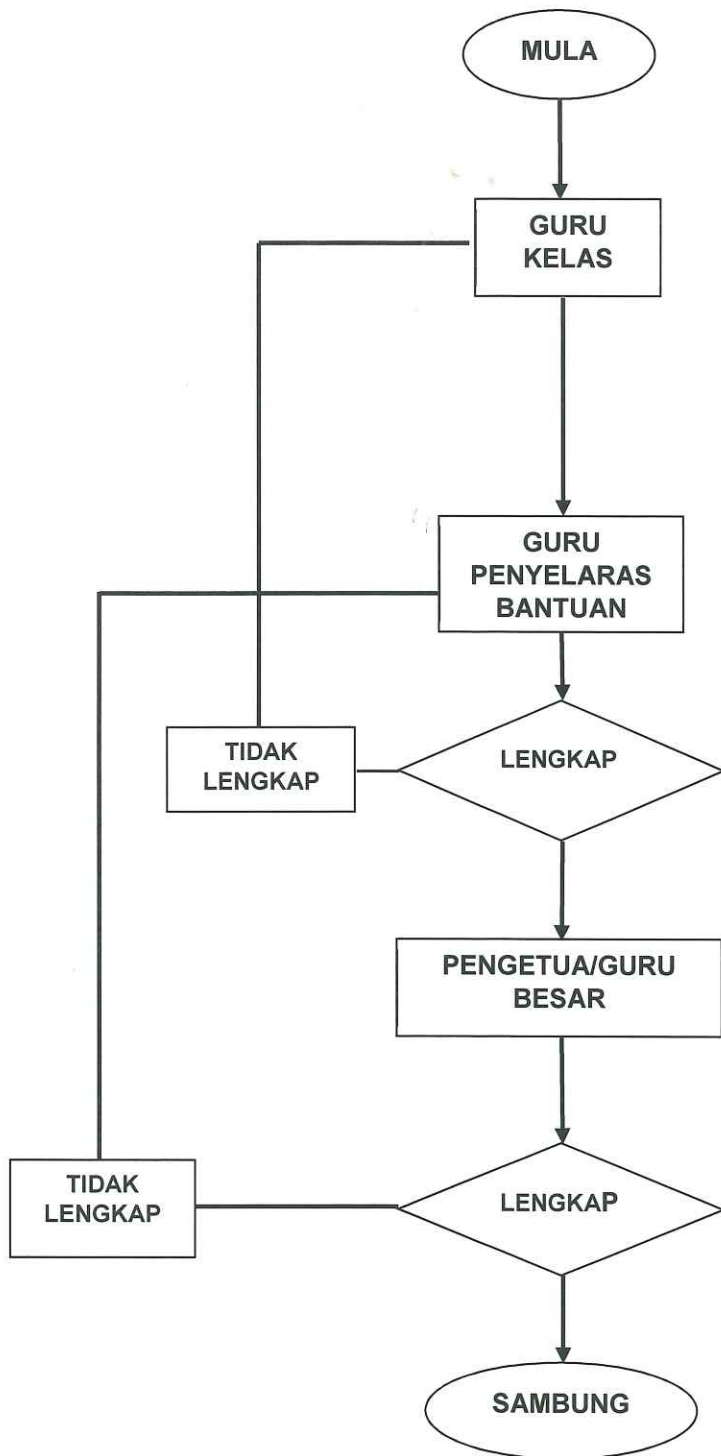 MULA
GURU
KELAS
GURU
PENYELARAS
BANTUAN
TIDAK
LENGKAP
LENGKAP
PENGETUA/GURU
BESAR
TIDAK
LENGKAP
LENGKAP
SAMBUNG